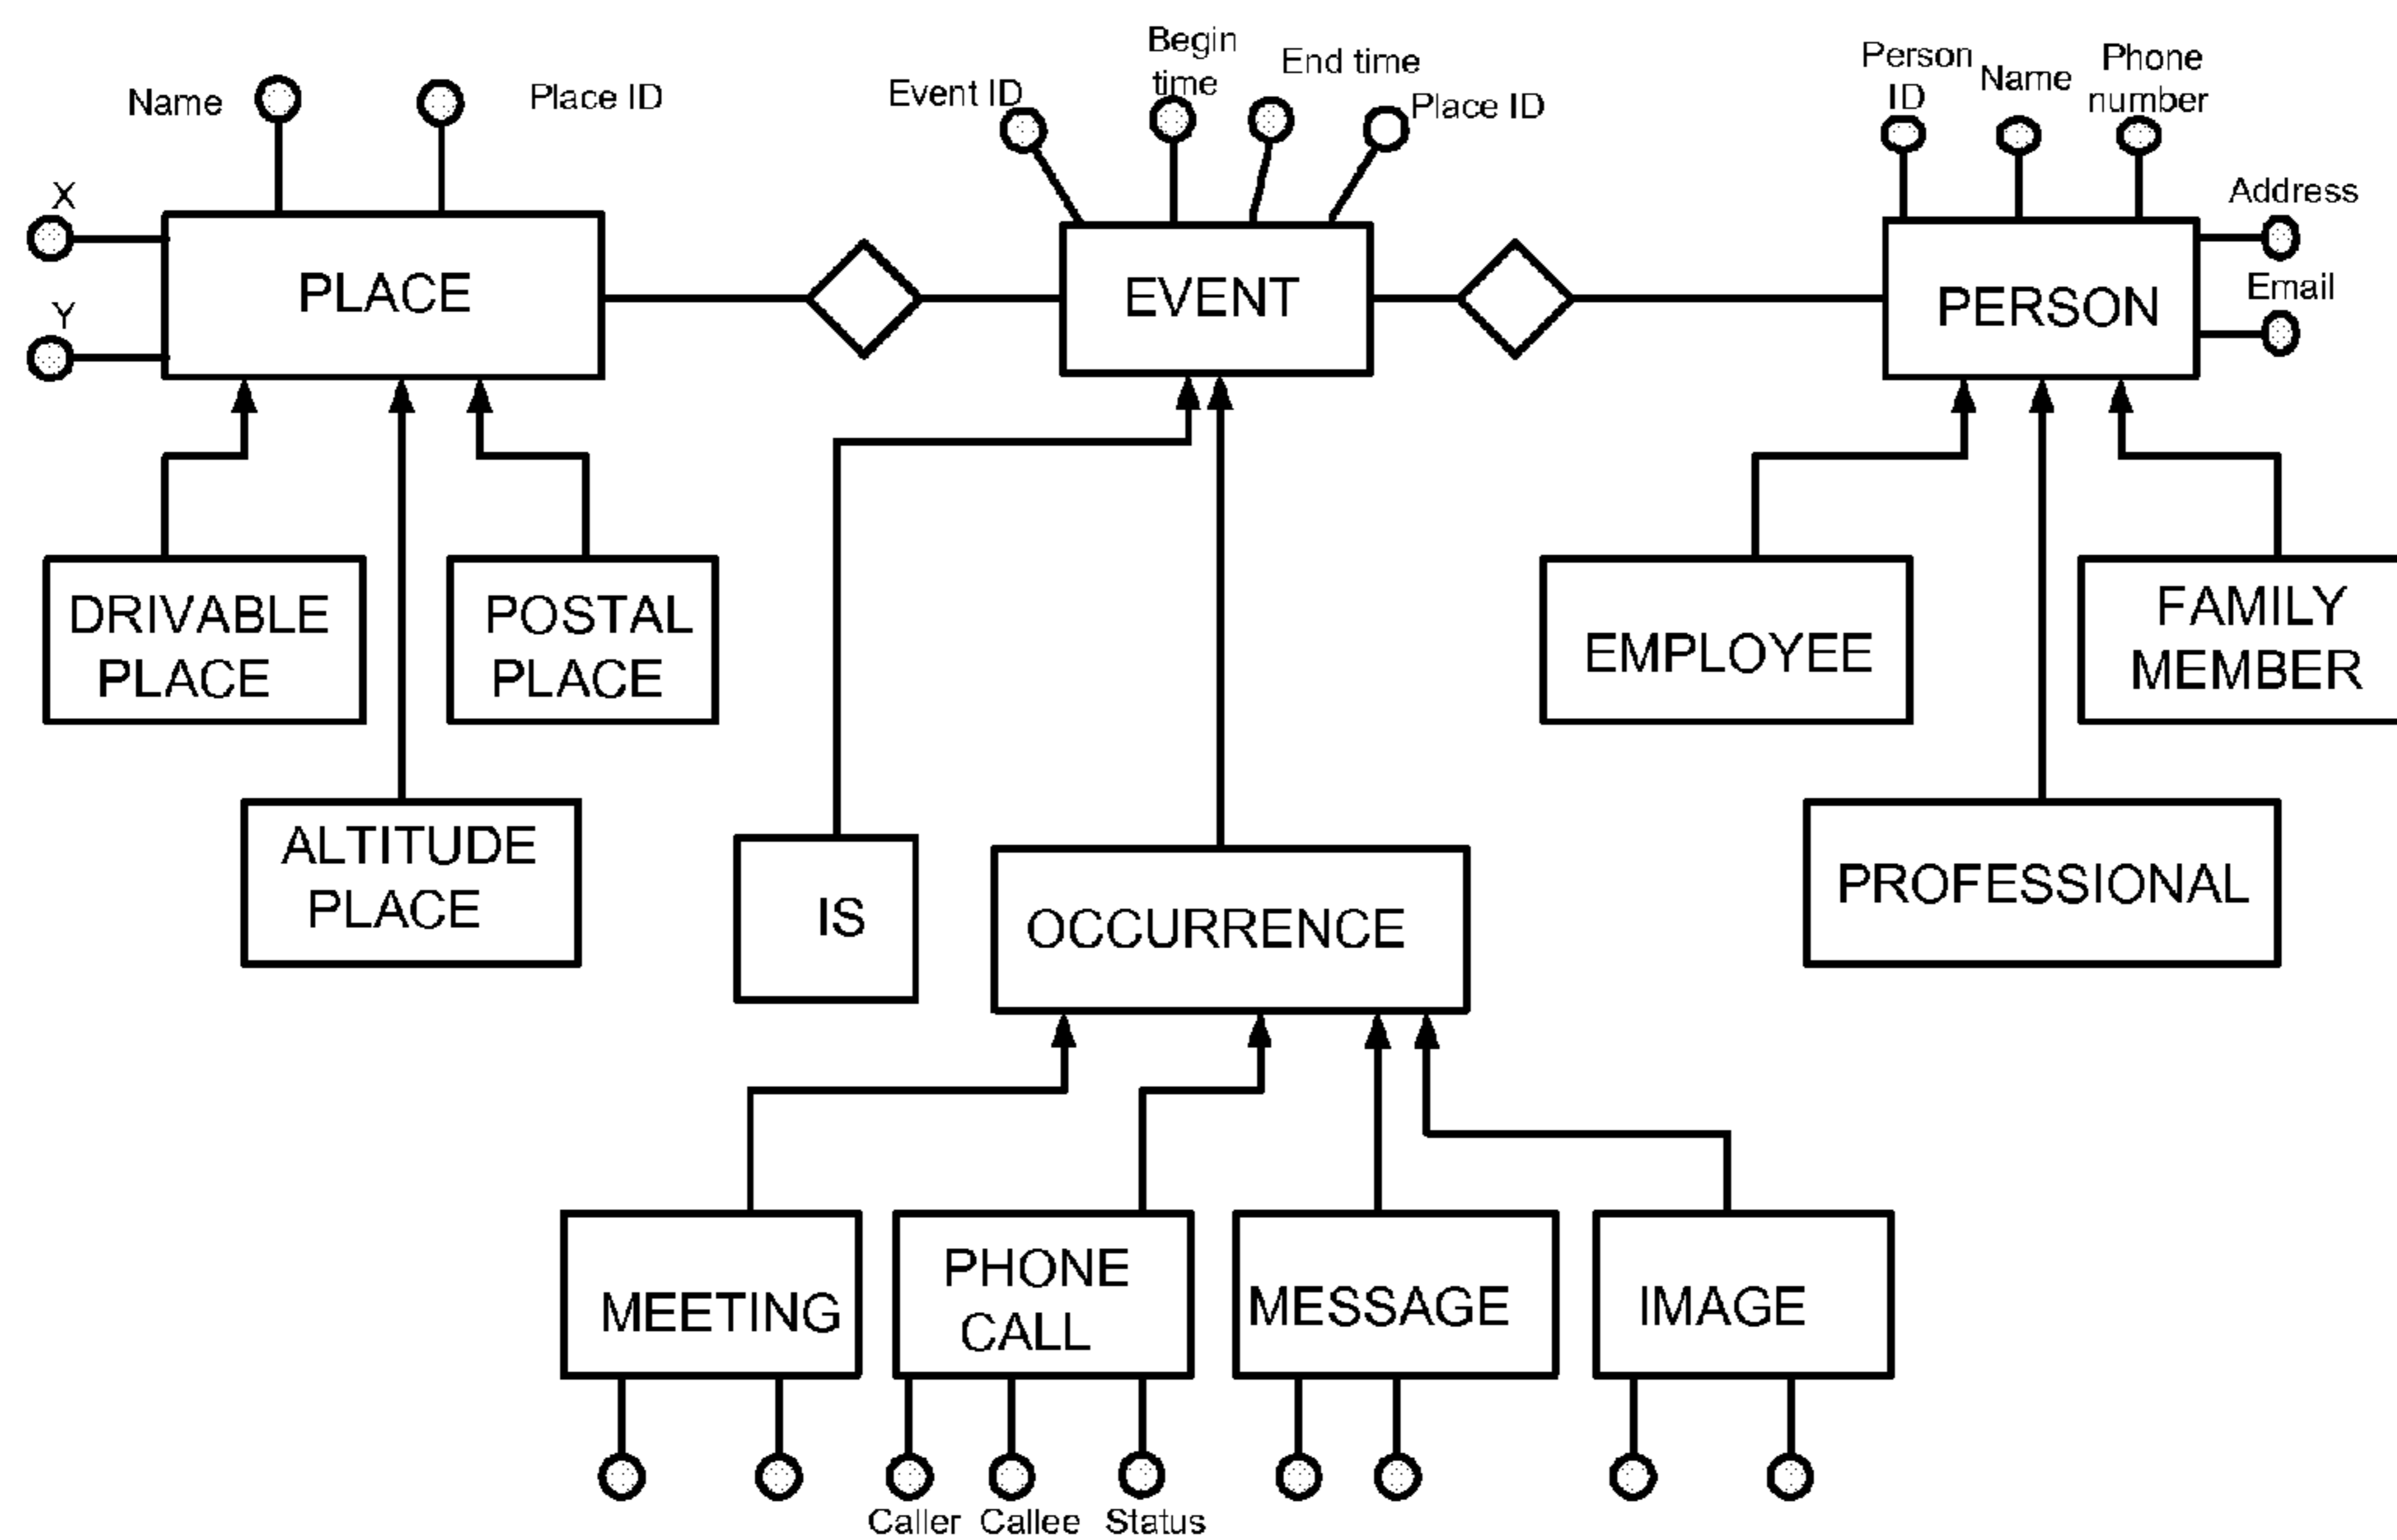 Name
Place ID
X
Y
PLACE
Event ID
Begin
time
End time
Place ID
EVENT
Person
ID
Name
Phone
number
Address
Email
PERSON
DRIVABLE
PLACE
POSTAL
PLACE
ALTITUDE
PLACE
IS
OCCURRENCE
EMPLOYEE
FAMILY
MEMBER
PROFESSIONAL
MEETING
PHONE
CALL
MESSAGE
IMAGE
Caller
Callee
Status